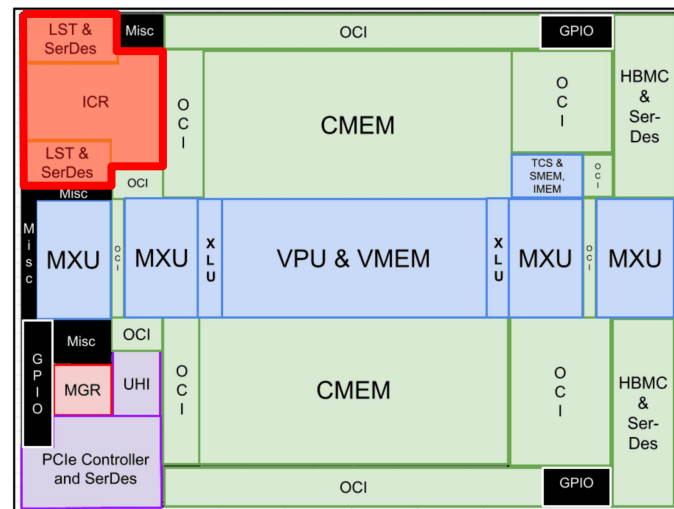 LST &
SerDes
Misc
OCI
GPIO
ICR
O
C
I
CMEM
O
C
I
HBMC
&
Ser-
Des
LST &
SerDes
OCI
TCS &
SMEM,
IMEM
O
C
I
Misc
M
i
s
c
MXU
O
C
I
MXU
X
L
U
VPU & VMEM
X
L
U
MXU
O
C
I
MXU
G
P
I
O
Misc
OCI
MGR
UHI
O
C
I
CMEM
O
C
I
HBMC
&
Ser-
Des
PCIe Controller
and SerDes
OCI
GPIO